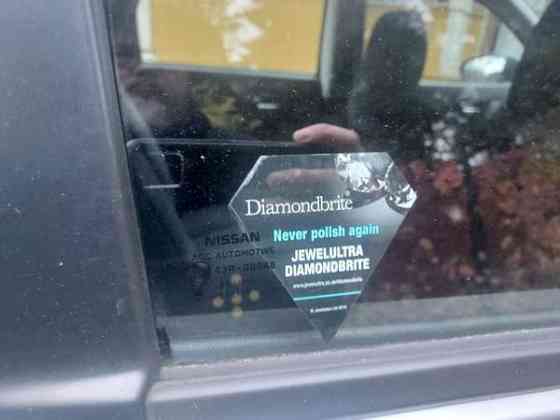 Diamondbrite
Never polish again
JEWELULTRA
DIAMONDBRITE
NISSAN
AUTOMOTIVE